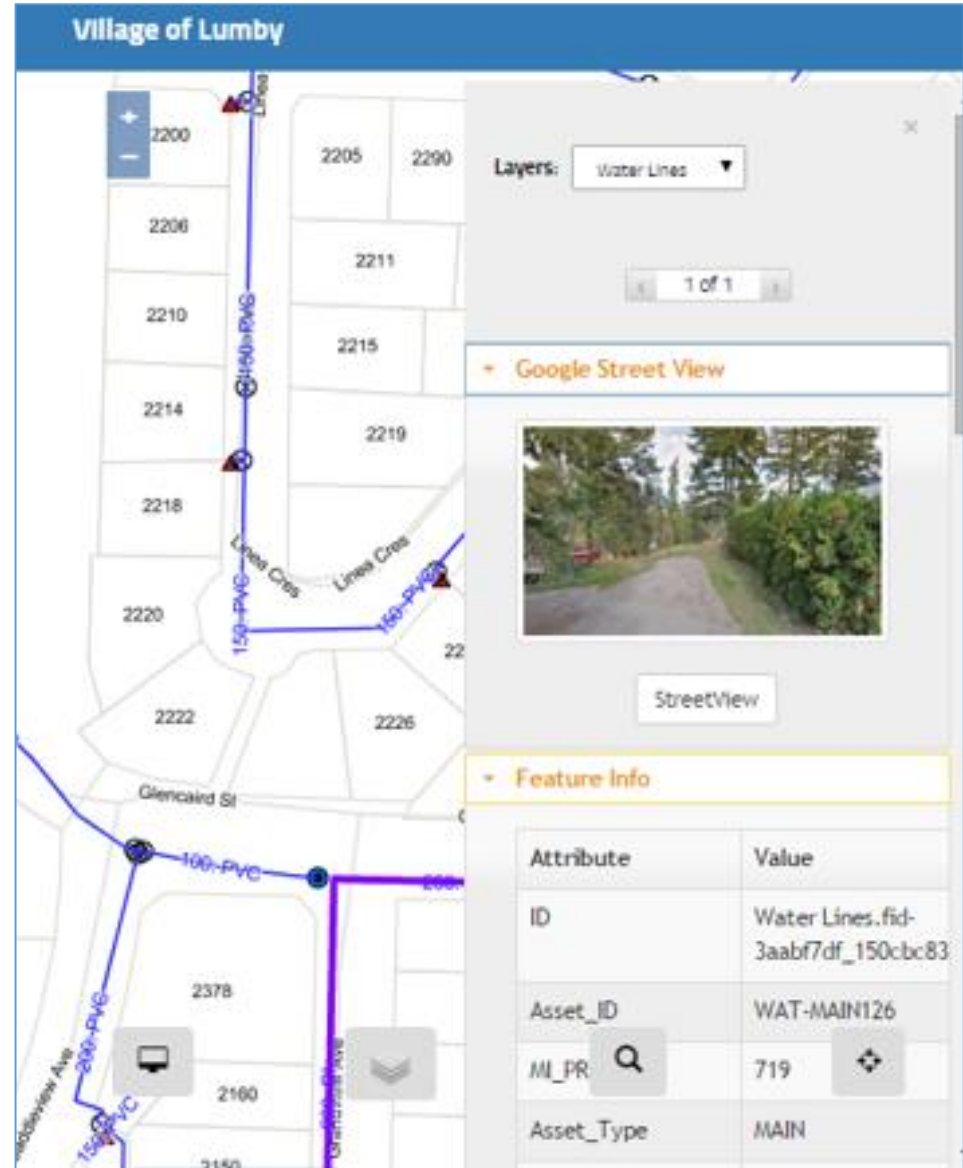 Village of Lumby
+
−
2200
2205
2290
2206
2211
2210
150.-PVC
2215
2214
2219
2218
Linea Cres
Linea Cres
2220
150.-PVC
150.-PVC
2222
2226
Glencaird St
100.-PVC
2378
200.-PVC
2160
2150
Layers:
Water Lines
1 of 1
Google Street View
StreetView
Feature Info
Attribute
Value
ID
Water Lines.fid-
3aabf7df_150cbc83
Asset_ID
WAT-MAIN126
MI_PR
719
Asset_Type
MAIN